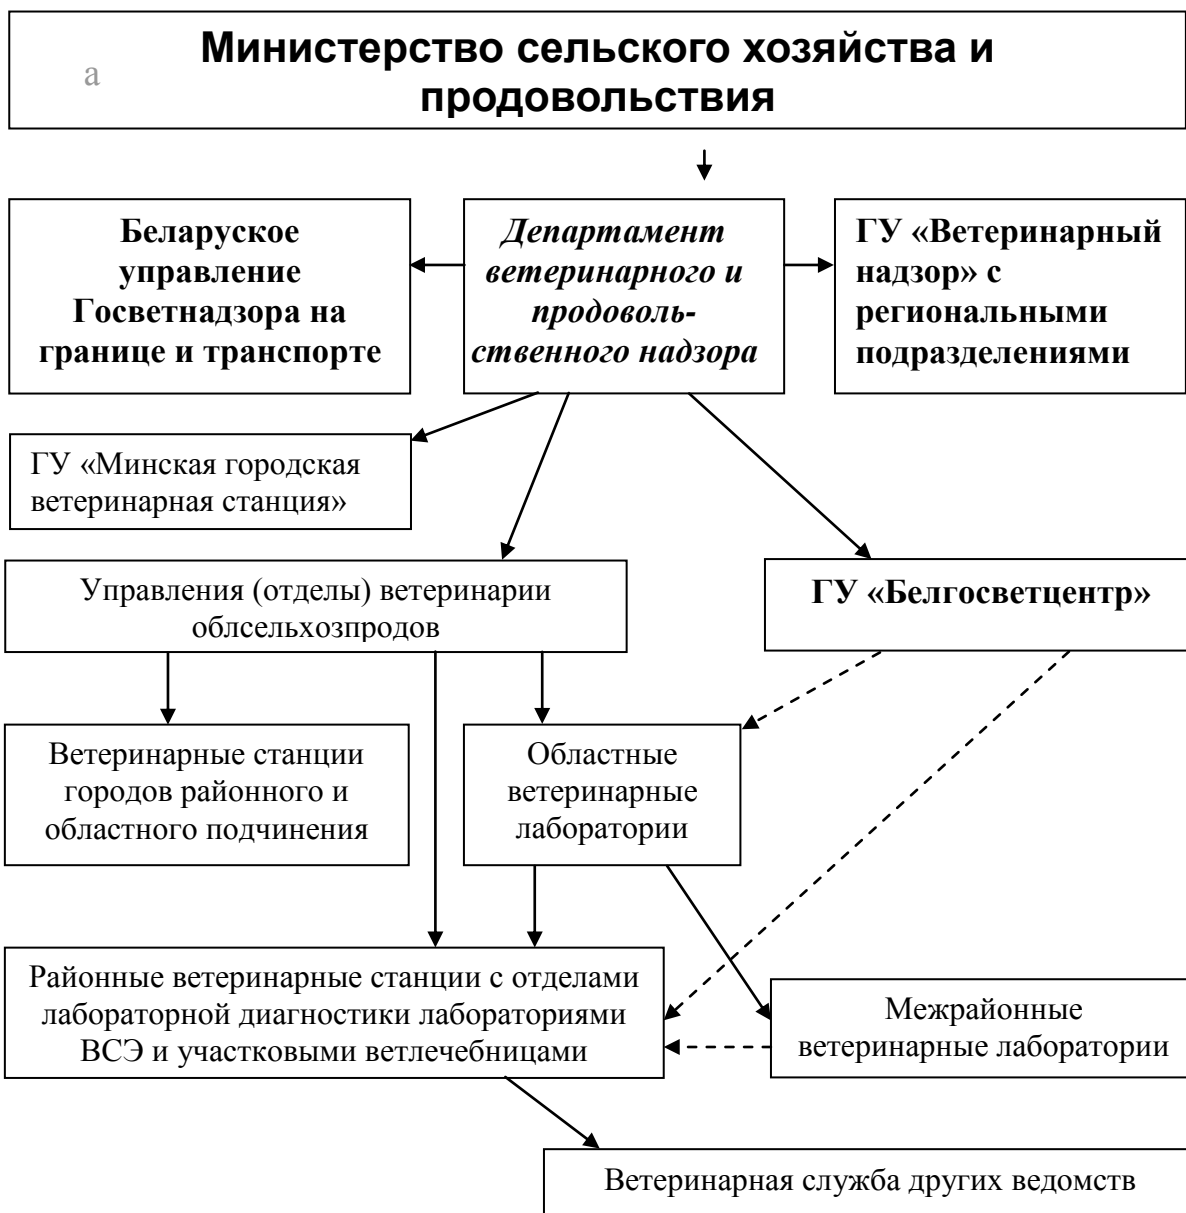 Министерство сельского хозяйства и
а
продовольствия
Беларуское
управление
Госветнадзора на
границе и транспорте
Департамент
ветеринарного и
продоволь-
ственного надзора
ГУ «Ветеринарный
надзор» с
региональными
подразделениями
ГУ «Минская городская
ветеринарная станция»
Управления (отделы) ветеринарии
облсельхозпродов
ГУ «Белгосветцентр»
Ветеринарные станции
городов районного и
областного подчинения
Областные
ветеринарные
лаборатории
Районные ветеринарные станции с отделами
лабораторной диагностики лабораториями
ВСЭ и участковыми ветлечебницами
Межрайонные
ветеринарные лаборатории
Ветеринарная служба других ведомств